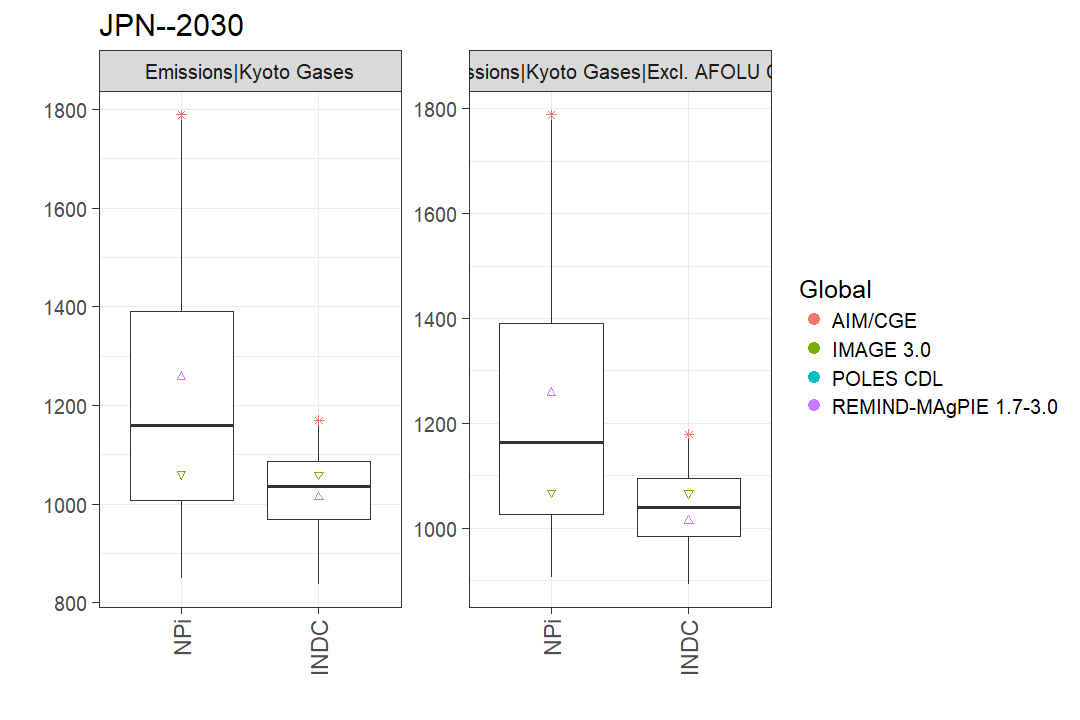 JPN--2030
Emissions|Kyoto Gases
ssions|Kyoto Gases|Excl. AFOLU
1800
1600
1400
1200
1000
800
1800
1600
1400
1200
1000
NPi
INDC
NPi
INDC
Global
AIM/CGE
IMAGE 3.0
POLES CDL
REMIND-MAgPIE 1.7-3.0